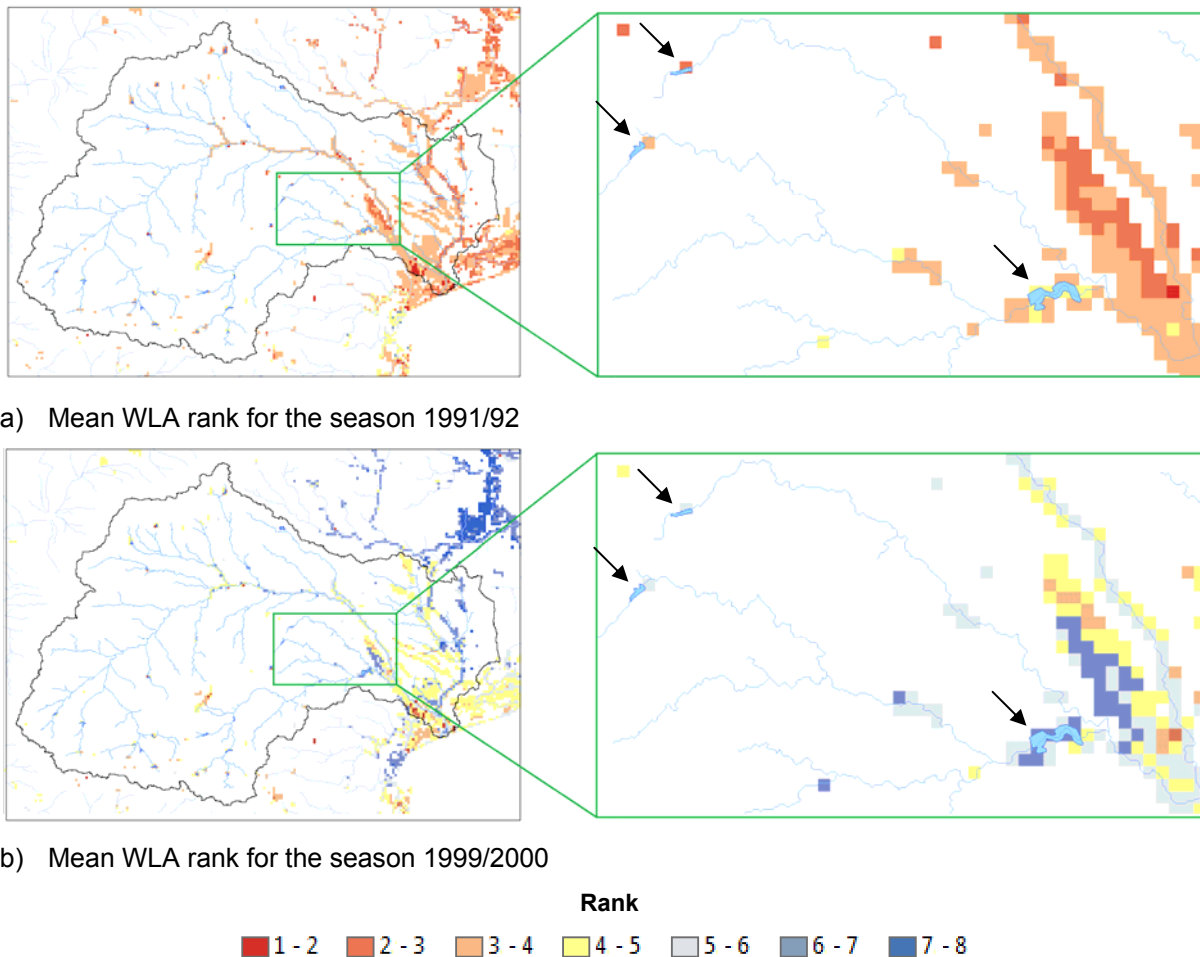 a) Mean WLA rank for the season 1991/92
b) Mean WLA rank for the season 1999/2000
Rank
1 - 2 2 - 3 3 - 4 4 - 5 5 - 6 6 - 7 7 - 8